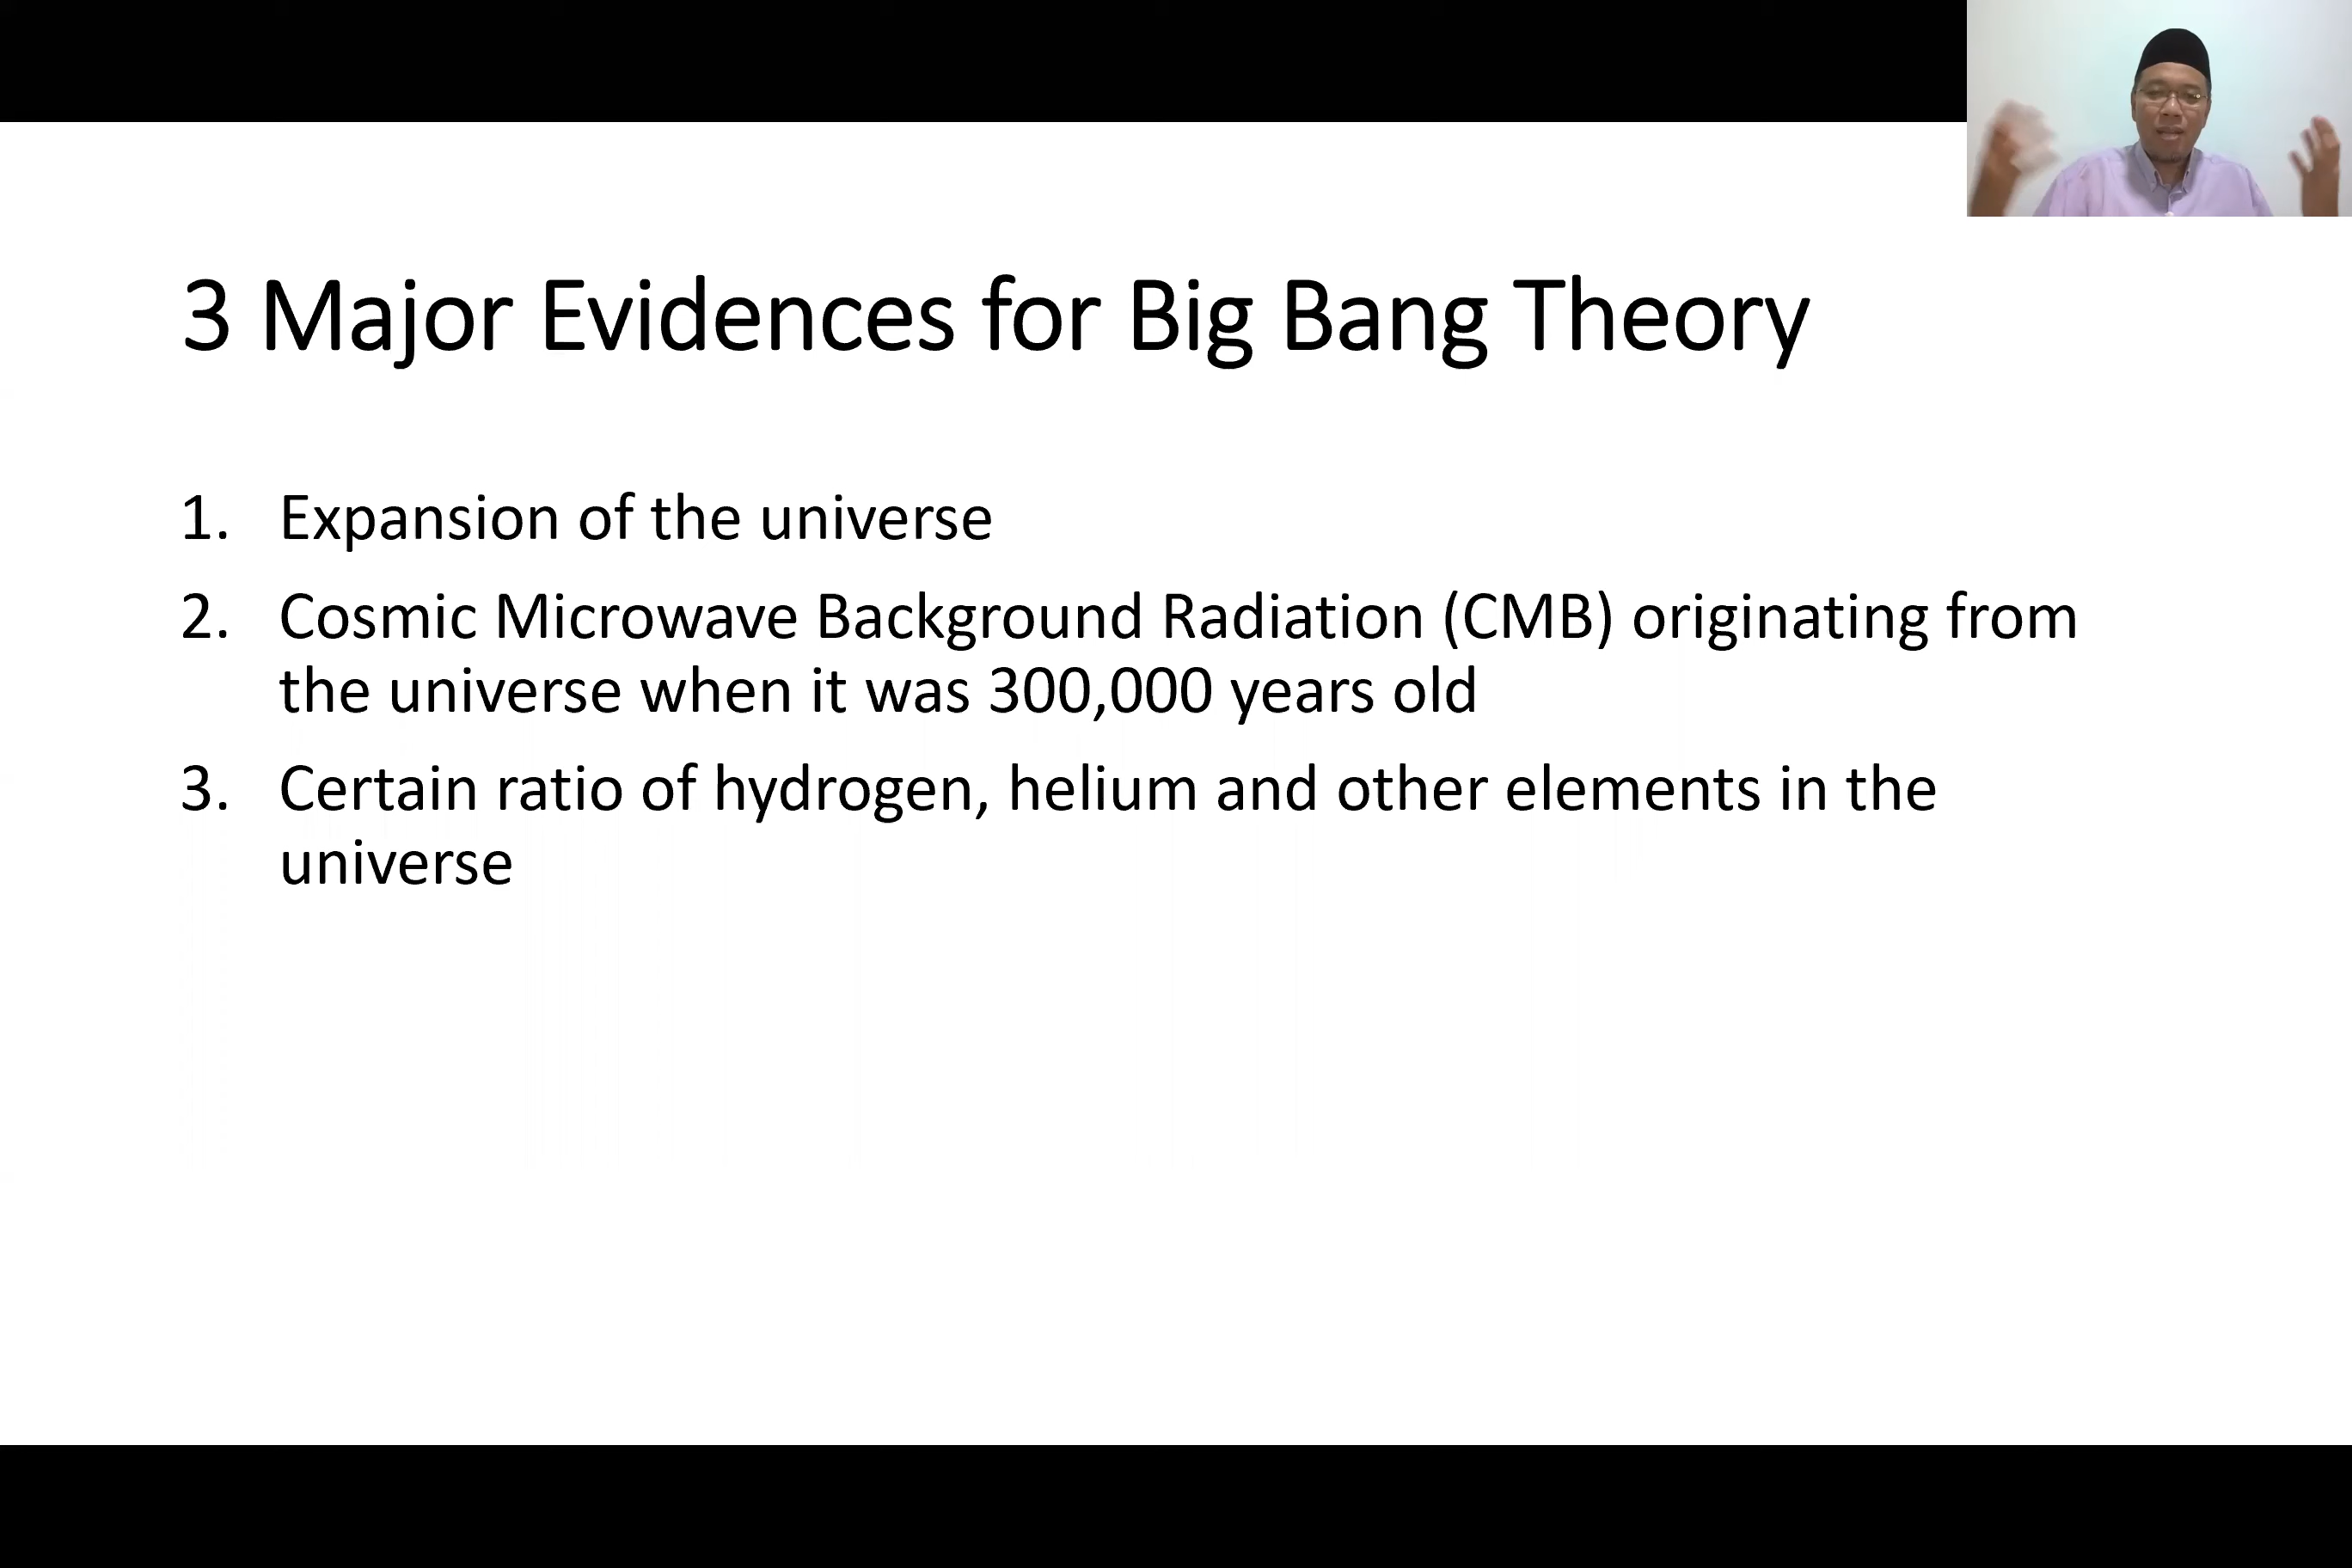 3 Major Evidences for Big Bang Theory
1. Expansion of the universe
2. Cosmic Microwave Background Radiation (CMB) originating from
the universe when it was 300,000 years old
3. Certain ratio of hydrogen, helium and other elements in the
universe